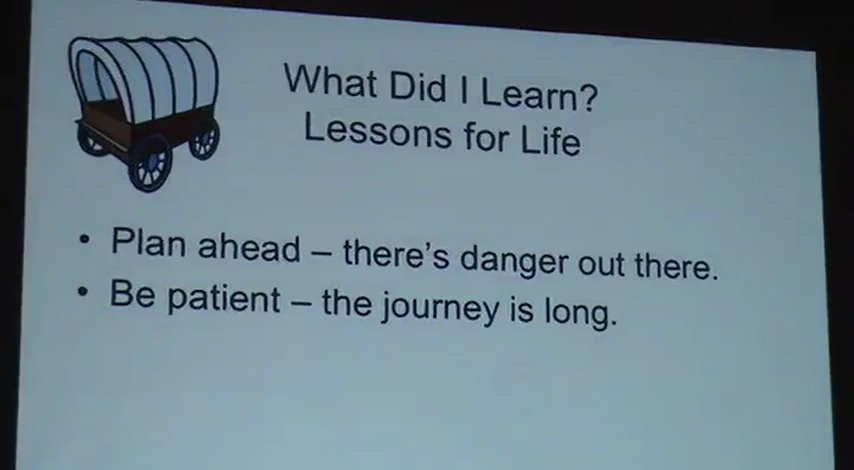 What Did I Learn?
Lessons for Life
• Plan ahead – there's danger out there.
• Be patient – the journey is long.